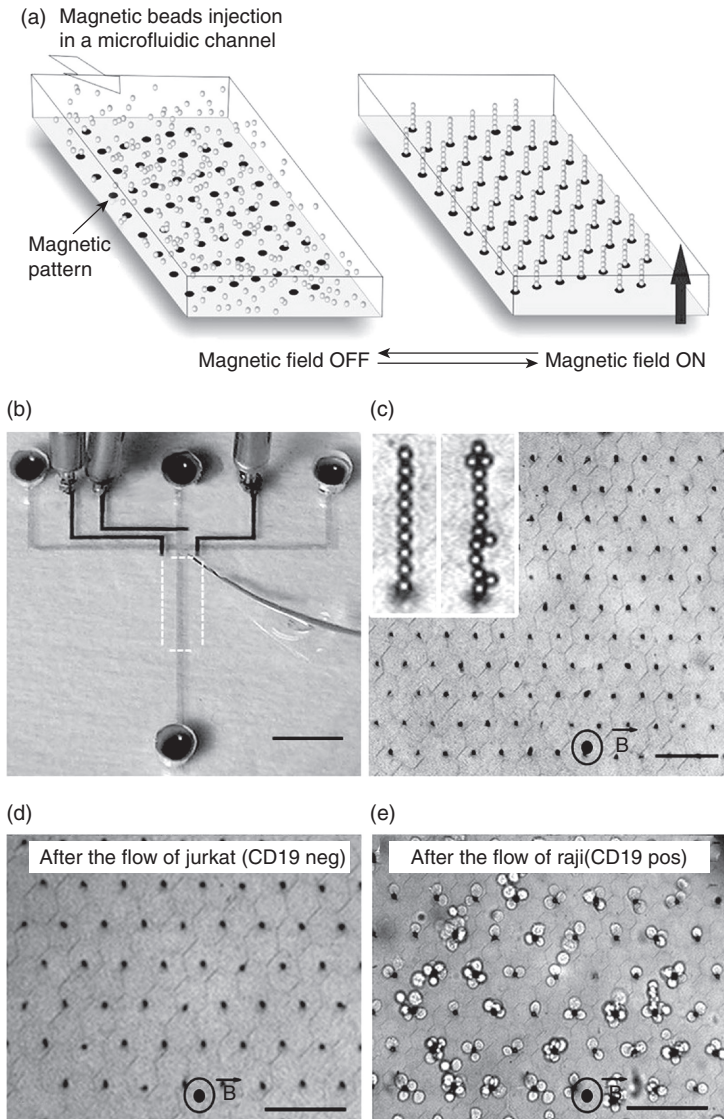 (a)
Magnetic beads injection
in a microfluidic channel
Magnetic
pattern
Magnetic field OFF
Magnetic field ON
(b)
(c)
B
(d)
After the flow of jurkat (CD19 neg)
B
(e)
After the flow of raji(CD19 pos)
B